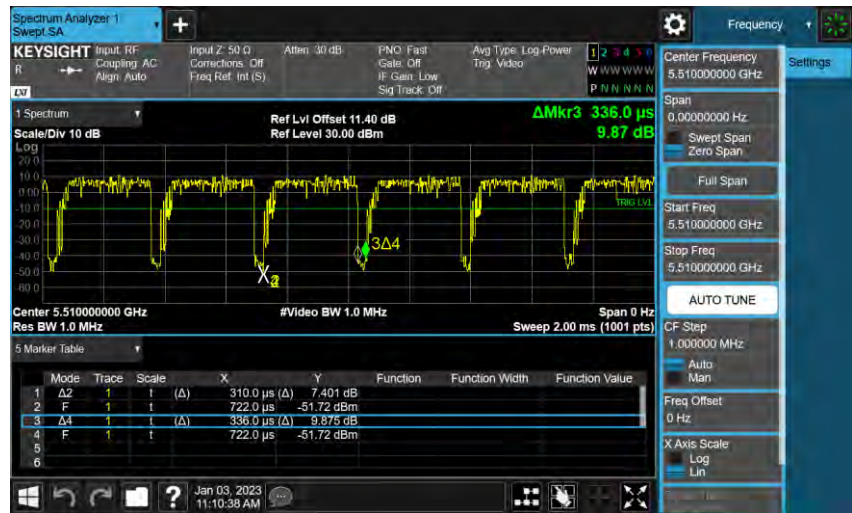 Spectrum Analyzer 1
Swept SA
+
Frequency
KEYSIGHT
R
LXI
Input: RF
Coupling: AC
Align: Auto
Input Z: 50 Ω
Corrections: Off
Freq Ref: Int (S)
Atten: 30 dB
PNO: Fast
Gate: Off
IF Gain: Low
Sig Track: Off
Avg Type: Log-Power
Trig: Video
1 2 3 4 5 6
W W W W W W
P N N N N N
1 Spectrum
Scale/Div 10 dB
Ref Lvl Offset 11.40 dB
Ref Level 30.00 dBm
ΔMkr3 336.0 µs
9.87 dB
Log
20.0
10.0
0.00
-10.0
-20.0
-30.0
-40.0
-50.0
-60.0
TRIG LVL
3Δ4
Center 5.510000000 GHz
Res BW 1.0 MHz
#Video BW 1.0 MHz
Span 0 Hz
Sweep 2.00 ms (1001 pts)
5 Marker Table
Mode Trace Scale X Y Function Function Width Function Value
1 Δ2 1 t (Δ) 310.0 µs (Δ) 7.401 dB
2 F 1 t 722.0 µs -51.72 dBm
3 Δ4 1 t (Δ) 336.0 µs (Δ) 9.875 dB
4 F 1 t 722.0 µs -51.72 dBm
5
6
?
Jan 03, 2023
11:10:38 AM
Center Frequency
5.510000000 GHz
Span
0.00000000 Hz
Swept Span
Zero Span
Full Span
Start Freq
5.510000000 GHz
Stop Freq
5.510000000 GHz
AUTO TUNE
CF Step
1.000000 MHz
Auto
Man
Freq Offset
0 Hz
X Axis Scale
Log
Lin
Settings